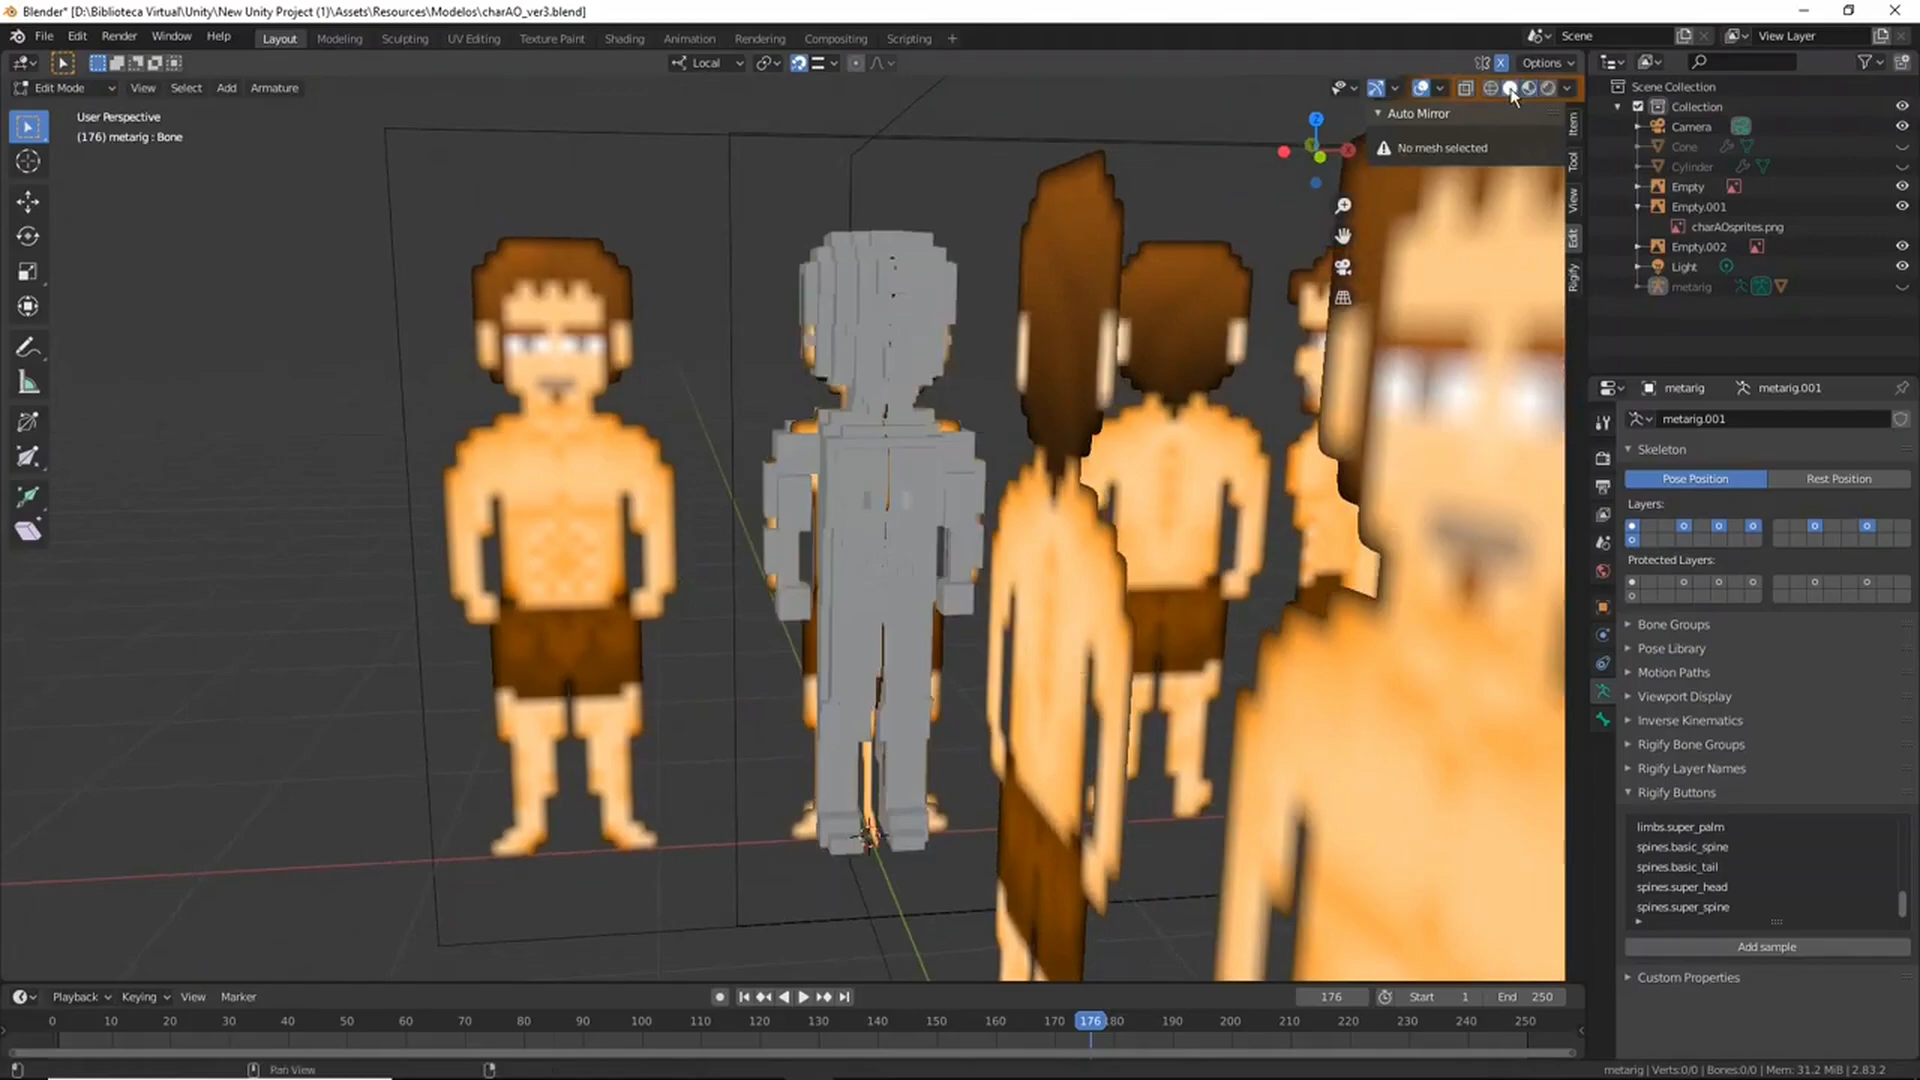 Blender* [D:\Biblioteca Virtual\Unity\New Unity Project (1)\Assets\Resources\Modelos\charAO_ver3.blend]
File Edit Render Window Help Layout Modeling Sculpting UV Editing Texture Paint Shading Animation Rendering Compositing Scripting + Scene View Layer
Local X Options
Edit Mode View Select Add Armature
User Perspective
(176) metarig : Bone
Auto Mirror
No mesh selected
Z
X
Item
Tool
View
Edit
Rigify
Scene Collection
Collection
Camera
Cone
Cylinder
Empty
Empty.001
charAOsprites.png
Empty.002
Light
metarig
metarig metarig.001
metarig.001
Skeleton
Pose Position Rest Position
Layers:
Protected Layers:
Bone Groups
Pose Library
Motion Paths
Viewport Display
Inverse Kinematics
Rigify Bone Groups
Rigify Layer Names
Rigify Buttons
limbs.super_palm
spines.basic_spine
spines.basic_tail
spines.super_head
spines.super_spine
Add sample
Custom Properties
Playback Keying View Marker 176 Start 1 End 250
0 10 20 30 40 50 60 70 80 90 100 110 120 130 140 150 160 170 176 180 190 200 210 220 230 240 250
Pan View
metarig | Verts:0/0 | Bones:0/0 | Mem: 31.2 MiB | 2.83.2